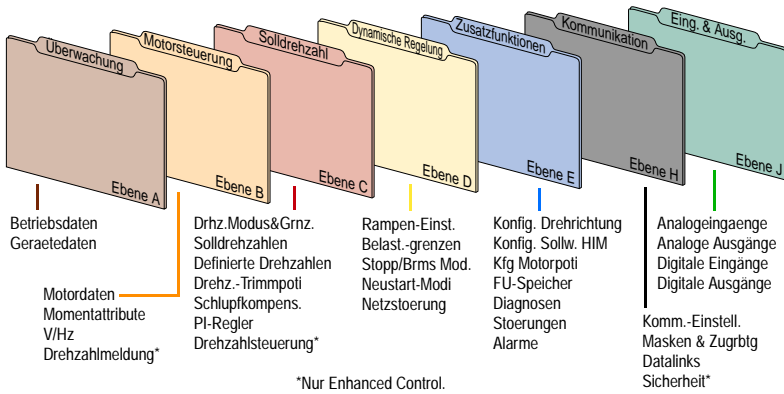 Überwachung
Ebene A
Motorsteuerung
Ebene B
Solldrehzahl
Ebene C
Dynamische Regelung
Ebene D
Zusatzfunktionen
Ebene E
Kommunikation
Ebene H
Eing. & Ausg.
Ebene J
Betriebsdaten
Geraetedaten
Motordaten
Momentattribute
V/Hz
Drehzahlmeldung*
Drhz.Modus&Grnz.
Solldrehzahlen
Definierte Drehzahlen
Drehz.-Trimmpoti
Schlupfkompens.
PI-Regler
Drehzahlsteuerung*
Rampen-Einst.
Belast.-grenzen
Stopp/Brms Mod.
Neustart-Modi
Netzstoerung
Konfig. Drehrichtung
Konfig. Sollw. HIM
Kfg Motorpoti
FU-Speicher
Diagnosen
Stoerungen
Alarme
Komm.-Einstell.
Masken & Zugrbtg
Datalinks
Sicherheit*
Analogeingaenge
Analoge Ausgänge
Digitale Eingänge
Digitale Ausgänge
*Nur Enhanced Control.